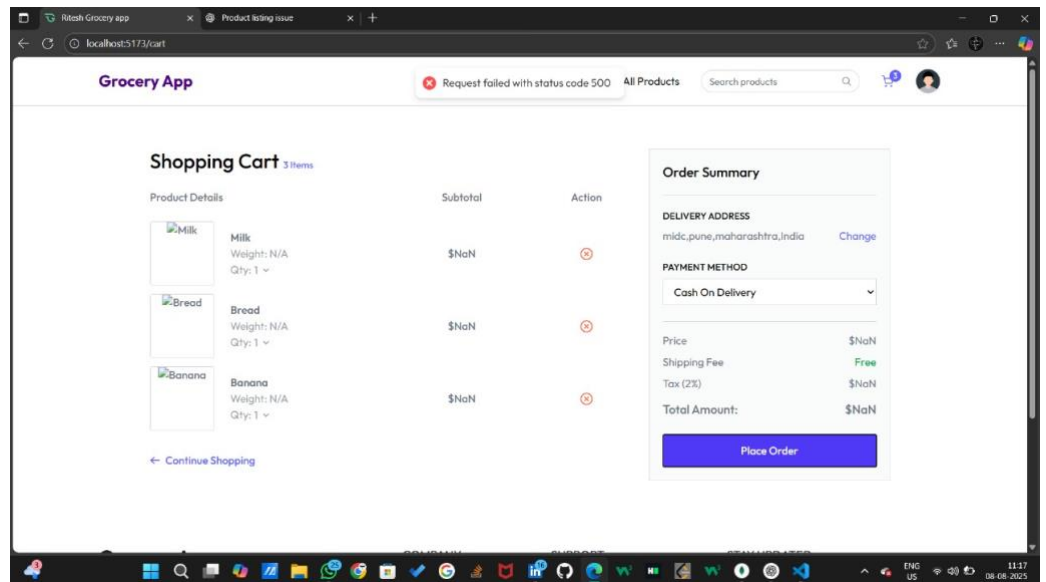 Ritesh Grocery app
Product listing issue
localhost:5173/cart
Grocery App
Request failed with status code 500
All Products
Search products
3
Shopping Cart 3 Items
Product Details Subtotal Action
Milk
Milk
Weight: N/A
Qty: 1
$NaN
Bread
Bread
Weight: N/A
Qty: 1
$NaN
Banana
Banana
Weight: N/A
Qty: 1
$NaN
← Continue Shopping
Order Summary
DELIVERY ADDRESS
midc,pune,maharashtra,India Change
PAYMENT METHOD
Cash On Delivery
Price $NaN
Shipping Fee Free
Tax (2%) $NaN
Total Amount: $NaN
Place Order
ENG
US
11:17
08-08-2025